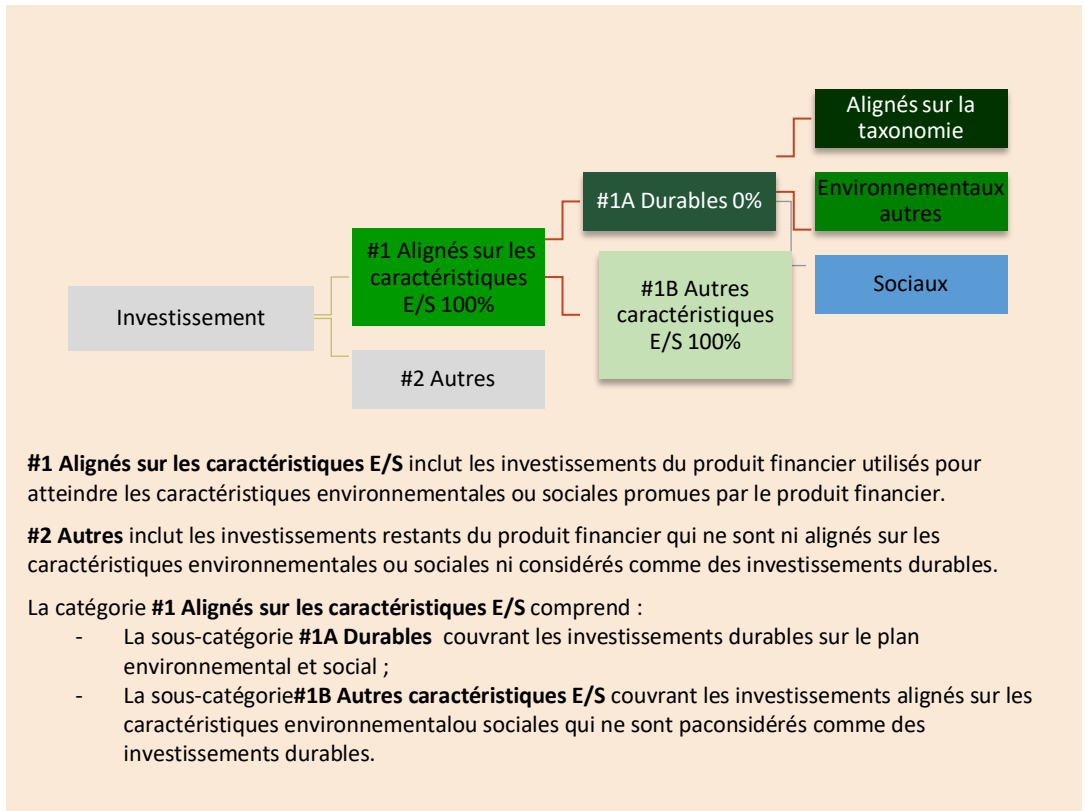 Alignés sur la
taxonomie
#1A Durables 0%
Environnementaux
autres
#1 Alignés sur les
caractéristiques
E/S 100%
Sociaux
#1B Autres
caractéristiques
E/S 100%
Investissement
#2 Autres
#1 Alignés sur les caractéristiques E/S inclut les investissements du produit financier utilisés pour
atteindre les caractéristiques environnementales ou sociales promues par le produit financier.
#2 Autres inclut les investissements restants du produit financier qui ne sont ni alignés sur les
caractéristiques environnementales ou sociales ni considérés comme des investissements durables.
La catégorie #1 Alignés sur les caractéristiques E/S comprend :
- La sous-catégorie #1A Durables couvrant les investissements durables sur le plan
environnemental et social ;
- La sous-catégorie#1B Autres caractéristiques E/S couvrant les investissements alignés sur les
caractéristiques environnementalou sociales qui ne sont paconsidérés comme des
investissements durables.